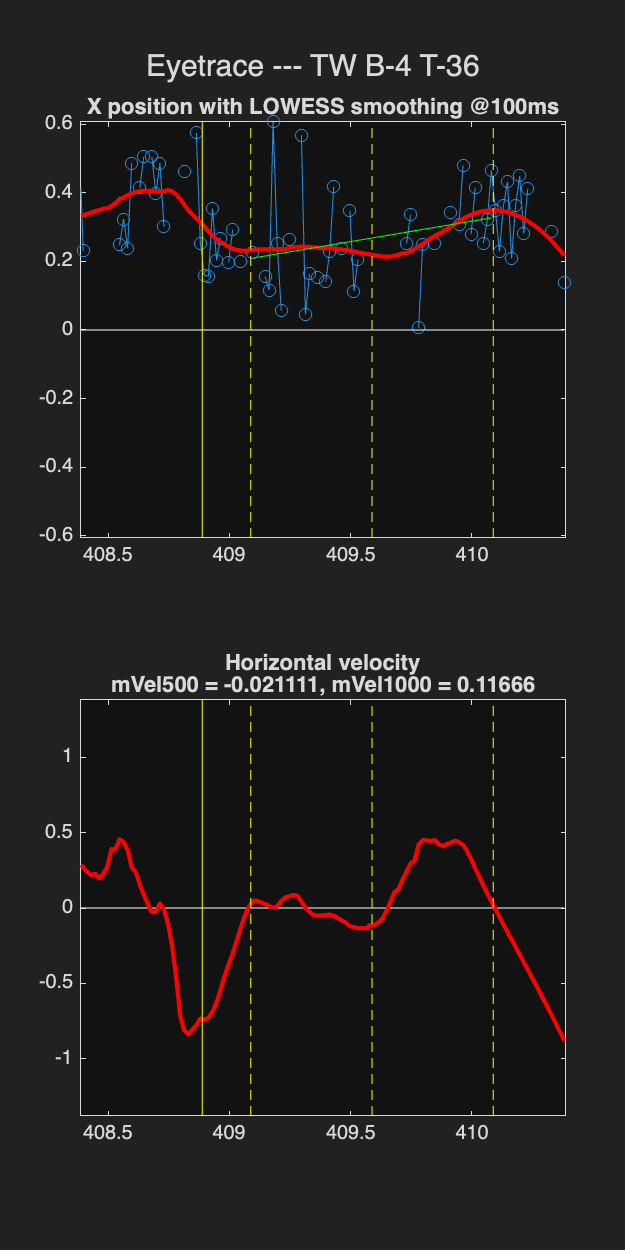 Eyetrace --- TW B-4 T-36
X position with LOWESS smoothing @100ms
0.6
0.4
0.2
0
-0.2
-0.4
-0.6
408.5 409 409.5 410
Horizontal velocity
mVel500 = -0.021111, mVel1000 = 0.11666
1
0.5
0
-0.5
-1
408.5 409 409.5 410